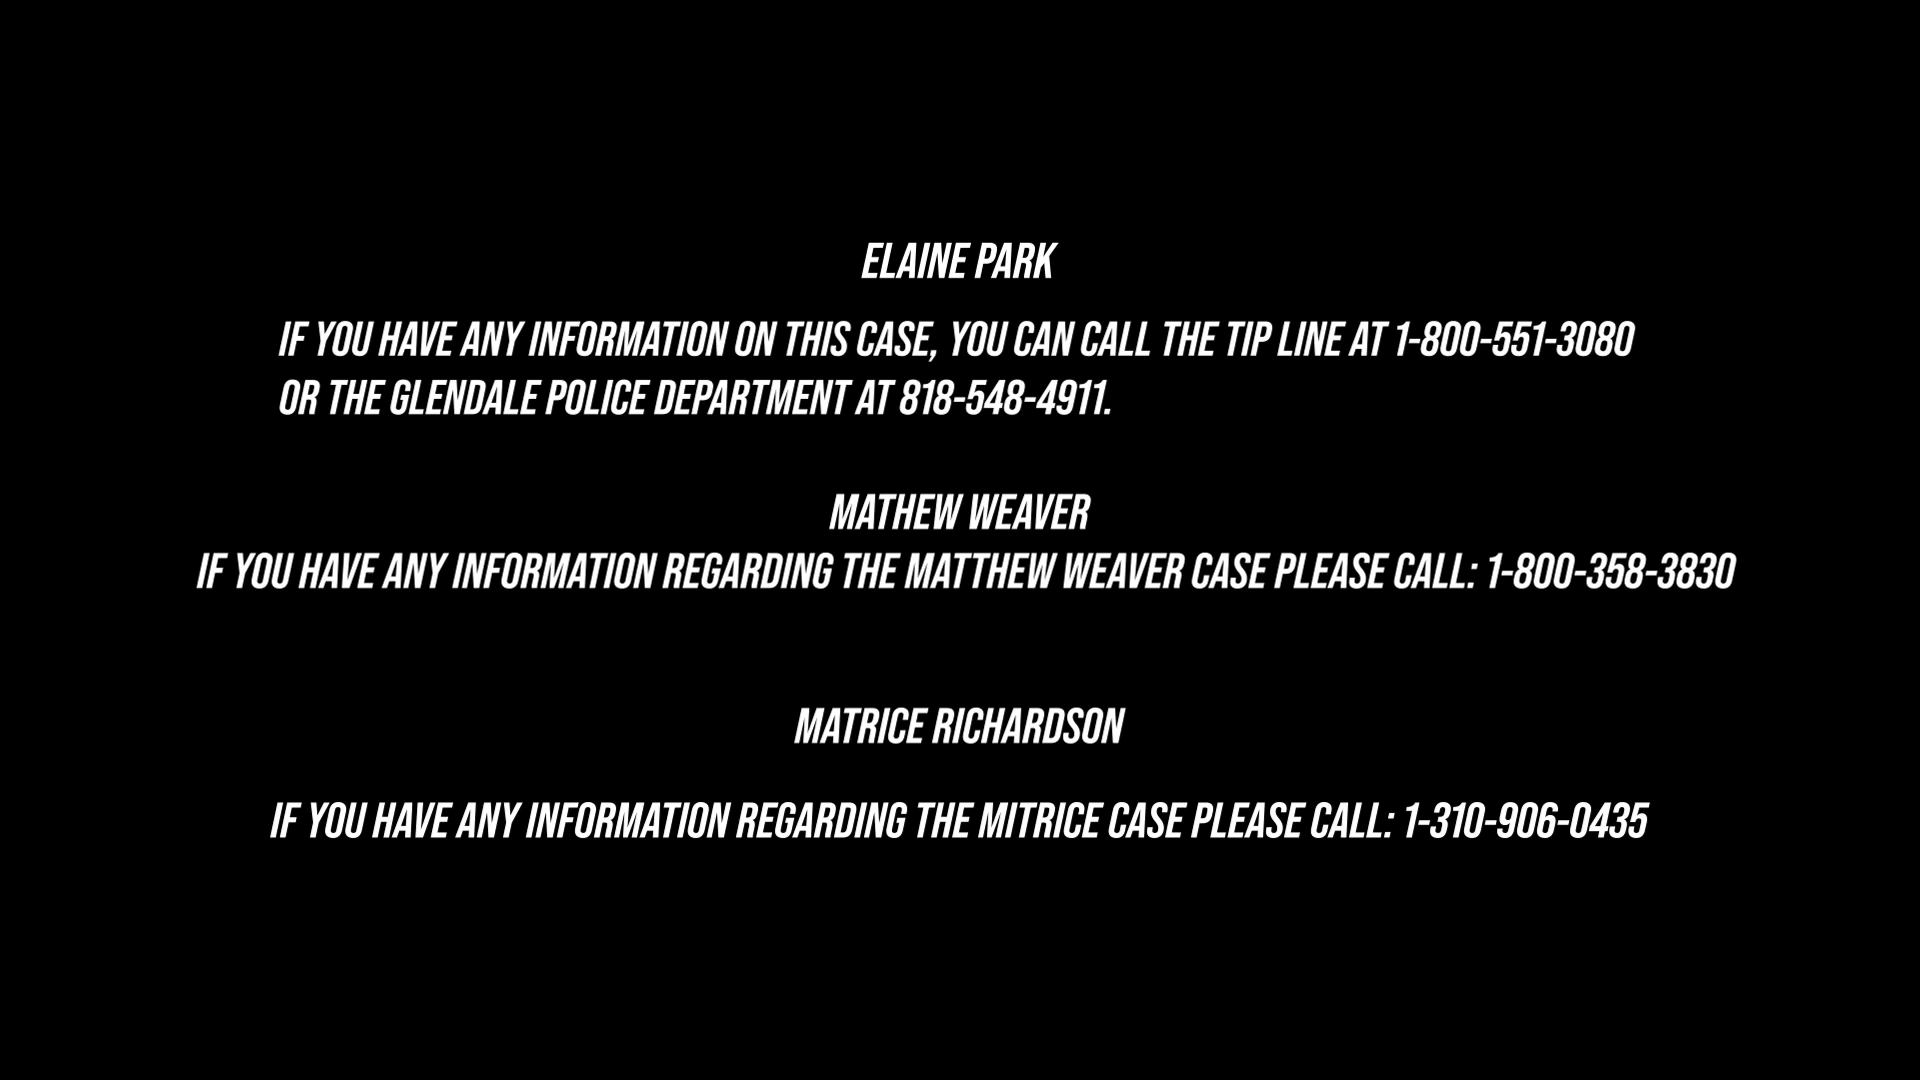 ELAINE PARK
IF YOU HAVE ANY INFORMATION ON THIS CASE, YOU CAN CALL THE TIP LINE AT 1-800-551-3080
OR THE GLENDALE POLICE DEPARTMENT AT 818-548-4911.
MATHEW WEAVER
IF YOU HAVE ANY INFORMATION REGARDING THE MATTHEW WEAVER CASE PLEASE CALL: 1-800-358-3830
MATRICE RICHARDSON
IF YOU HAVE ANY INFORMATION REGARDING THE MITRICE CASE PLEASE CALL: 1-310-906-0435